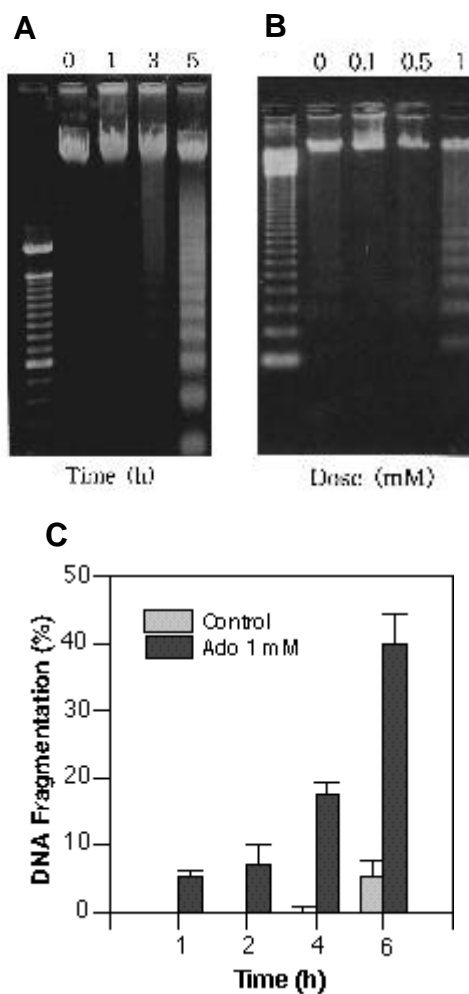 A
0 1 3 5
Time (h)
B
0 0.1 0.5 1
Dose (mM)
C
50
40
30
20
10
0
Control
Ado 1 mM
DNA Fragmentation (%)
1 2 4 6
Time (h)